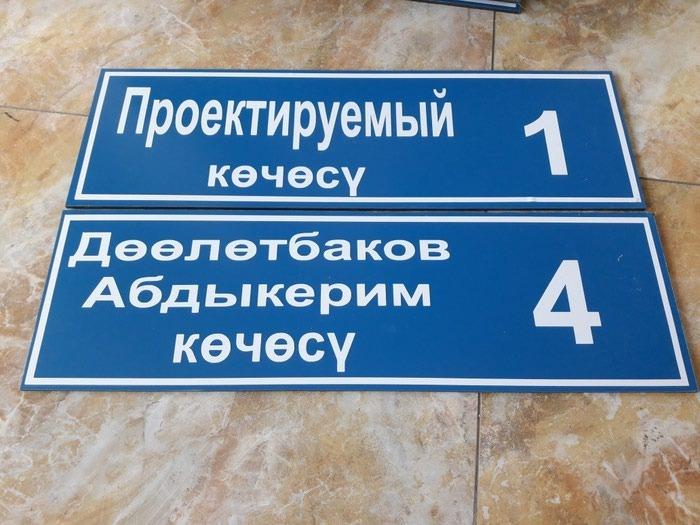 Проектируемый 1
көчөсү
Дөөлөтбаков
Абдыкерим 4
көчөсү